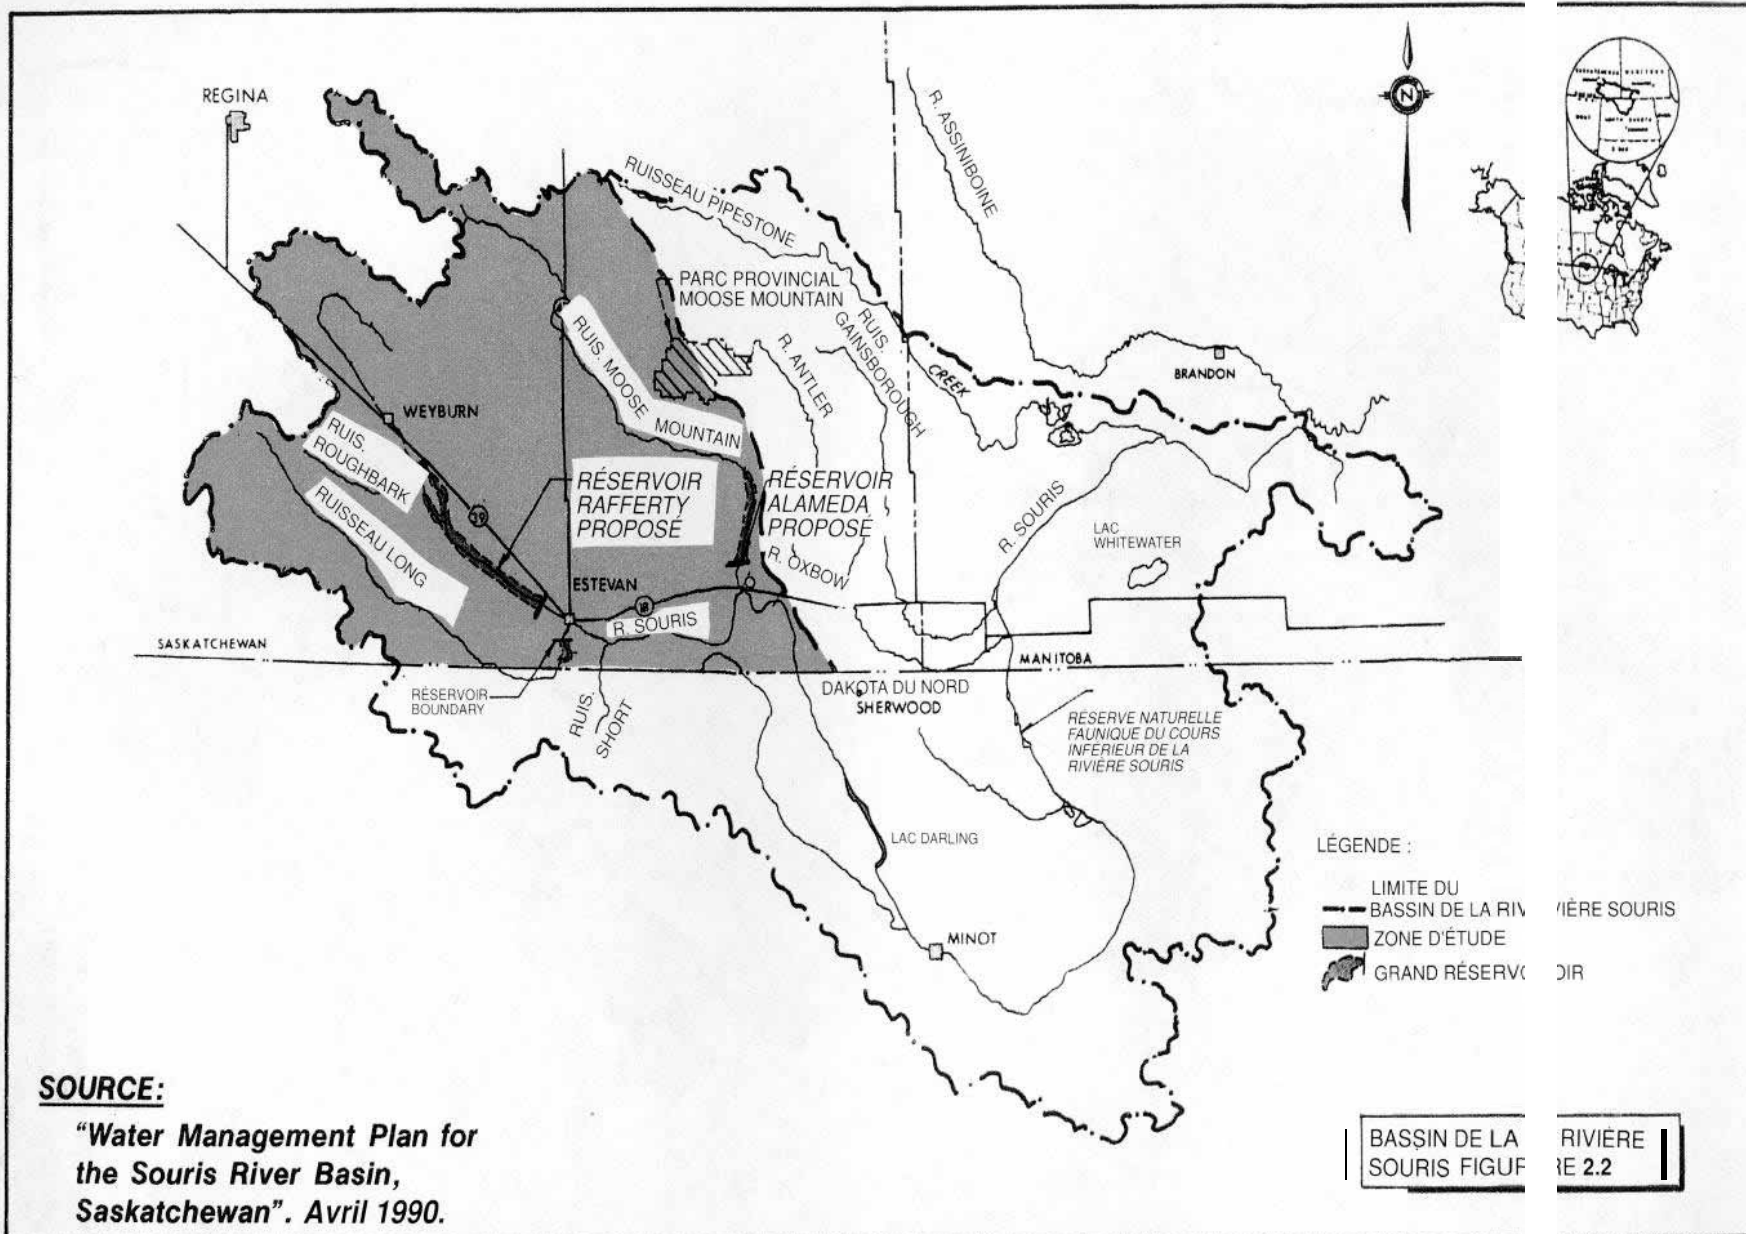 REGINA
RUISSEAU PIPESTONE
R. ASSINIBOINE
N
PARC PROVINCIAL
MOOSE MOUNTAIN
RUIS.
GAINSBOROUGH
CREEK
R. ANTLER
BRANDON
RUIS. MOOSE
MOUNTAIN
WEYBURN
RUIS.
ROUGHBARK
RUISSEAU LONG
39
RÉSERVOIR
RAFFERTY
PROPOSÉ
RÉSERVOIR
ALAMEDA
PROPOSÉ
R. OXBOW
R. SOURIS
LAC
WHITEWATER
ESTEVAN
18
R. SOURIS
SASKATCHEWAN
MANITOBA
RÉSERVOIR
BOUNDARY
RUIS.
SHORT
DAKOTA DU NORD
SHERWOOD
RÉSERVE NATURELLE
FAUNIQUE DU COURS
INFÉRIEUR DE LA
RIVIÈRE SOURIS
LAC DARLING
MINOT
LÉGENDE :
LIMITE DU
BASSIN DE LA RIV IÈRE SOURIS
ZONE D'ÉTUDE
GRAND RÉSERVO OIR
SOURCE:
“Water Management Plan for
the Souris River Basin,
Saskatchewan”. Avril 1990.
BASSIN DE LA RIVIÈRE
SOURIS FIGUR RE 2.2